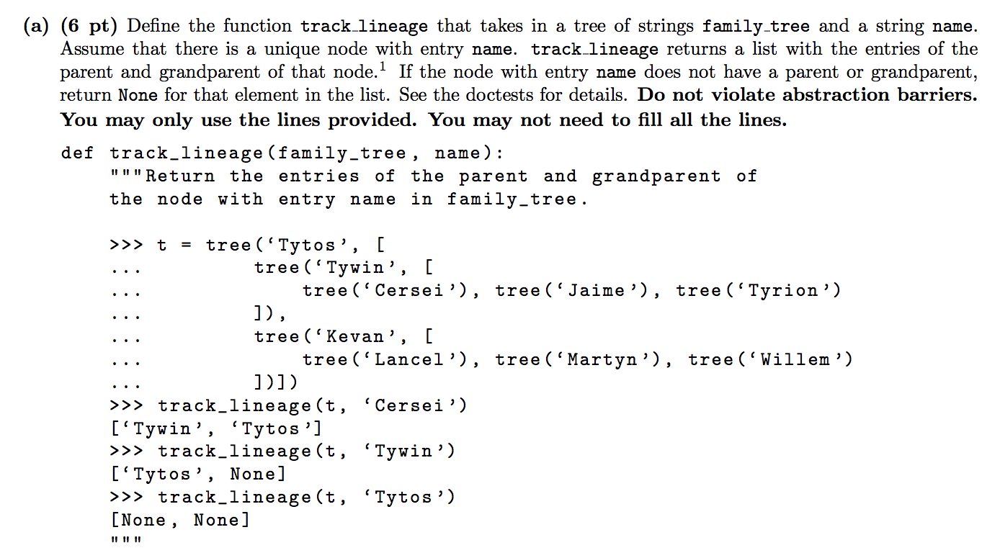 (a) (6 pt) Define the function track_lineage that takes in a tree of strings family_tree and a string name.
Assume that there is a unique node with entry name. track_lineage returns a list with the entries of the
parent and grandparent of that node.¹ If the node with entry name does not have a parent or grandparent,
return None for that element in the list. See the doctests for details. Do not violate abstraction barriers.
You may only use the lines provided. You may not need to fill all the lines.
def track_lineage(family_tree, name):
"""Return the entries of the parent and grandparent of
the node with entry name in family_tree.
>>> t = tree(‘Tytos’, [
... tree(‘Tywin’, [
... tree(‘Cersei’), tree(‘Jaime’), tree(‘Tyrion’)
... ]),
... tree(‘Kevan’, [
... tree(‘Lancel’), tree(‘Martyn’), tree(‘Willem’)
... ])])
>>> track_lineage(t, ‘Cersei’)
[‘Tywin’, ‘Tytos’]
>>> track_lineage(t, ‘Tywin’)
[‘Tytos’, None]
>>> track_lineage(t, ‘Tytos’)
[None, None]
"""